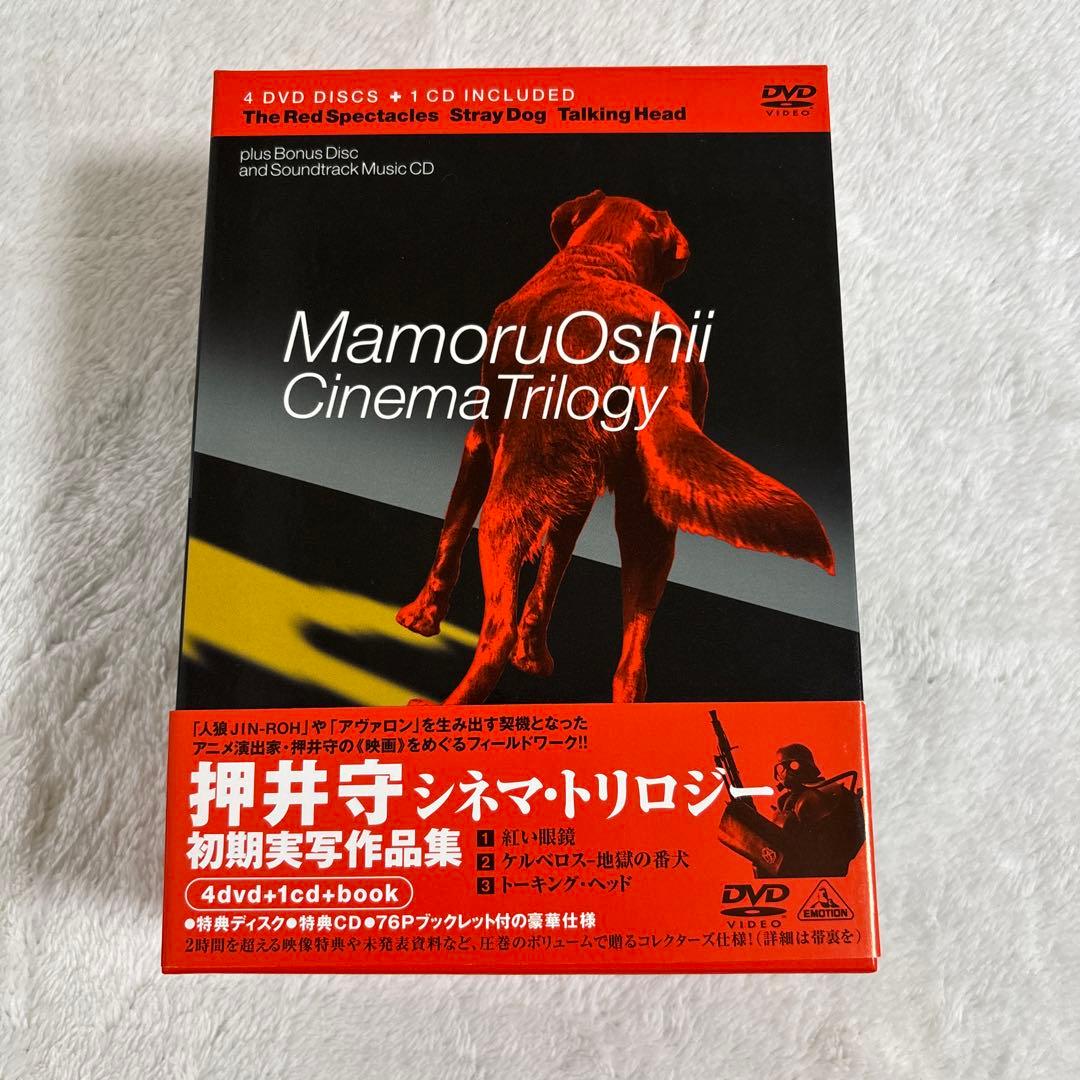 4 DVD DISCS + 1 CD INCLUDED
The Red Spectacles Stray Dog Talking Head
DVD
VIDEO
plus Bonus Disc
and Soundtrack Music CD
MamoruOshii
CinemaTrilogy
「人狼JIN-ROH」や「アヴァロン」を生み出す契機となった
アニメ演出家・押井守の《映画》をめぐるフィールドワーク!!
押井守シネマ・トリロジー
初期実写作品集
1 紅い眼鏡
2 ケルベロス-地獄の番犬
3 トーキング・ヘッド
4dvd+1cd+book
DVD
VIDEO
EMOTION
●特典ディスク●特典CD●76Pブックレット付の豪華仕様
2時間を超える映像特典や未発表資料など、圧巻のボリュームで贈るコレクターズ仕様!(詳細は帯裏を)